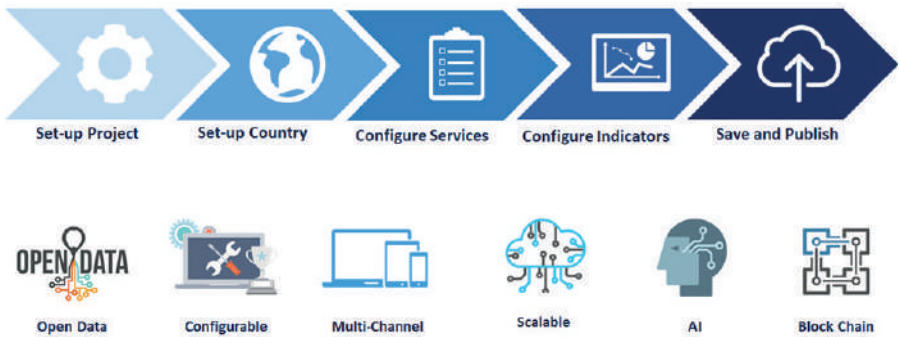 Set-up Project
Set-up Country
Configure Services
Configure Indicators
Save and Publish
OPEN DATA
Open Data
Configurable
Multi-Channel
Scalable
AI
Block Chain